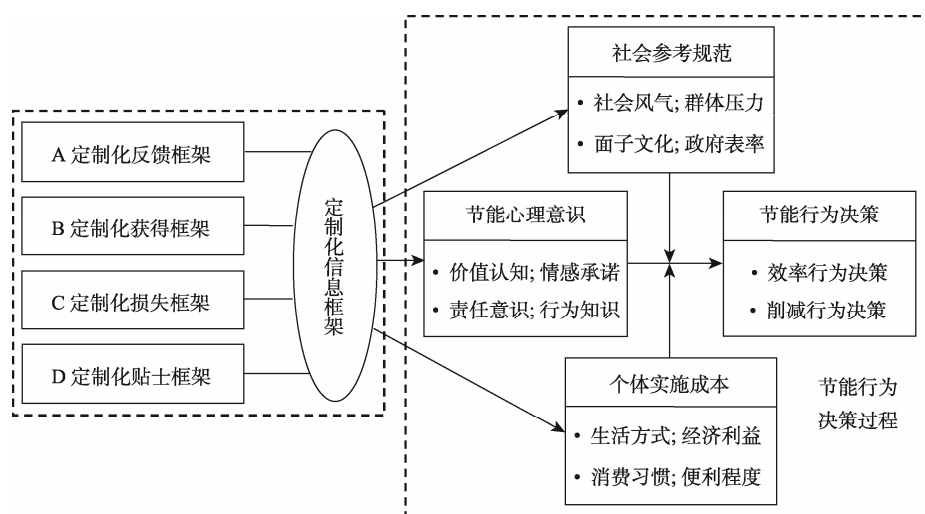 A 定制化反馈框架
B 定制化获得框架
C 定制化损失框架
D 定制化贴士框架
定制化信息框架
社会参考规范
• 社会风气; 群体压力
• 面子文化; 政府表率
节能心理意识
• 价值认知; 情感承诺
• 责任意识; 行为知识
节能行为决策
• 效率行为决策
• 削减行为决策
个体实施成本
• 生活方式; 经济利益
• 消费习惯; 便利程度
节能行为
决策过程